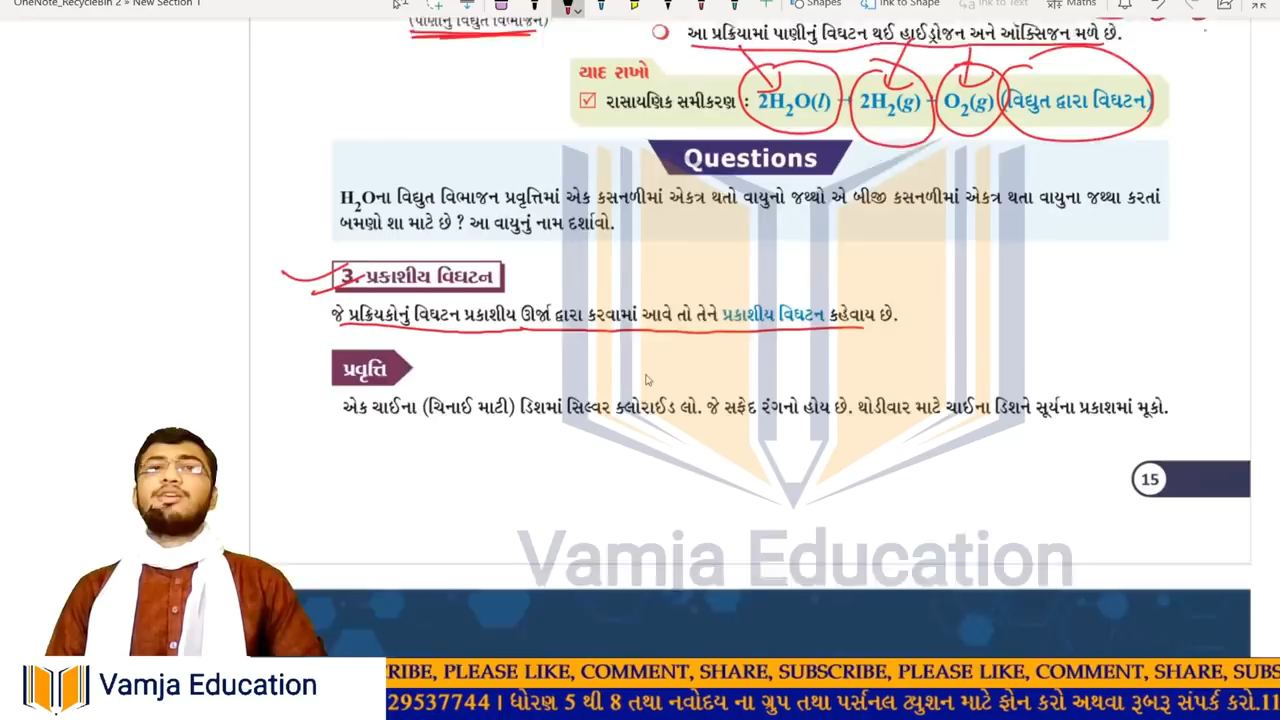 OneNote_RecycleBin 2 » New Section 1
Shapes
Ink to Shape
Ink to Text
Maths
(પાણીનું વિદ્યુત વિભાજન)
આ પ્રક્રિયામાં પાણીનું વિઘટન થઈ હાઈડ્રોજન અને ઑક્સિજન મળે છે.
યાદ રાખો
રાસાયણિક સમીકરણ : 2H₂O(l) 2H₂(g) O₂(g) (વિદ્યુત દ્વારા વિઘટન)
Questions
H₂Oના વિદ્યુત વિભાજન પ્રવૃત્તિમાં એક કસનળીમાં એકત્ર થતો વાયુનો જથ્થો એ બીજી કસનળીમાં એકત્ર થતા વાયુના જથ્થા કરતાં
બમણો શા માટે છે ? આ વાયુનું નામ દર્શાવો.
3. પ્રકાશીય વિઘટન
જે પ્રક્રિયકોનું વિઘટન પ્રકાશીય ઊર્જા દ્વારા કરવામાં આવે તો તેને પ્રકાશીય વિઘટન કહેવાય છે.
પ્રવૃત્તિ
એક ચાઈના (ચિનાઈ માટી) ડિશમાં સિલ્વર ક્લોરાઈડ લો. જે સફેદ રંગનો હોય છે. થોડીવાર માટે ચાઈના ડિશને સૂર્યના પ્રકાશમાં મૂકો.
15
Vamja Education
Vamja Education
RIBE, PLEASE LIKE, COMMENT, SHARE, SUBSCRIBE, PLEASE LIKE, COMMENT, SHARE, SUBS
29537744 | ધોરણ 5 થી 8 તથા નવોદય ના ગ્રુપ તથા પર્સનલ ટ્યુશન માટે ફોન કરો અથવા રૂબરૂ સંપર્ક કરો.11